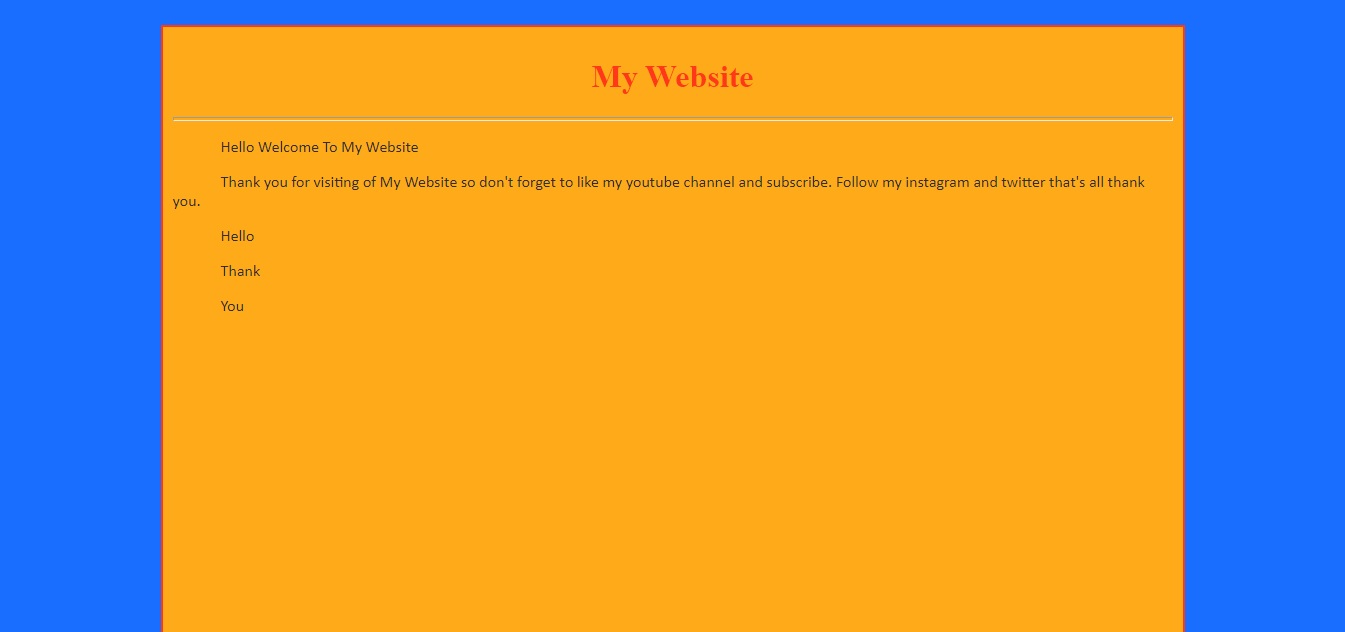 My Website
Hello Welcome To My Website
Thank you for visiting of My Website so don't forget to like my youtube channel and subscribe. Follow my instagram and twitter that's all thank
you.
Hello
Thank
You